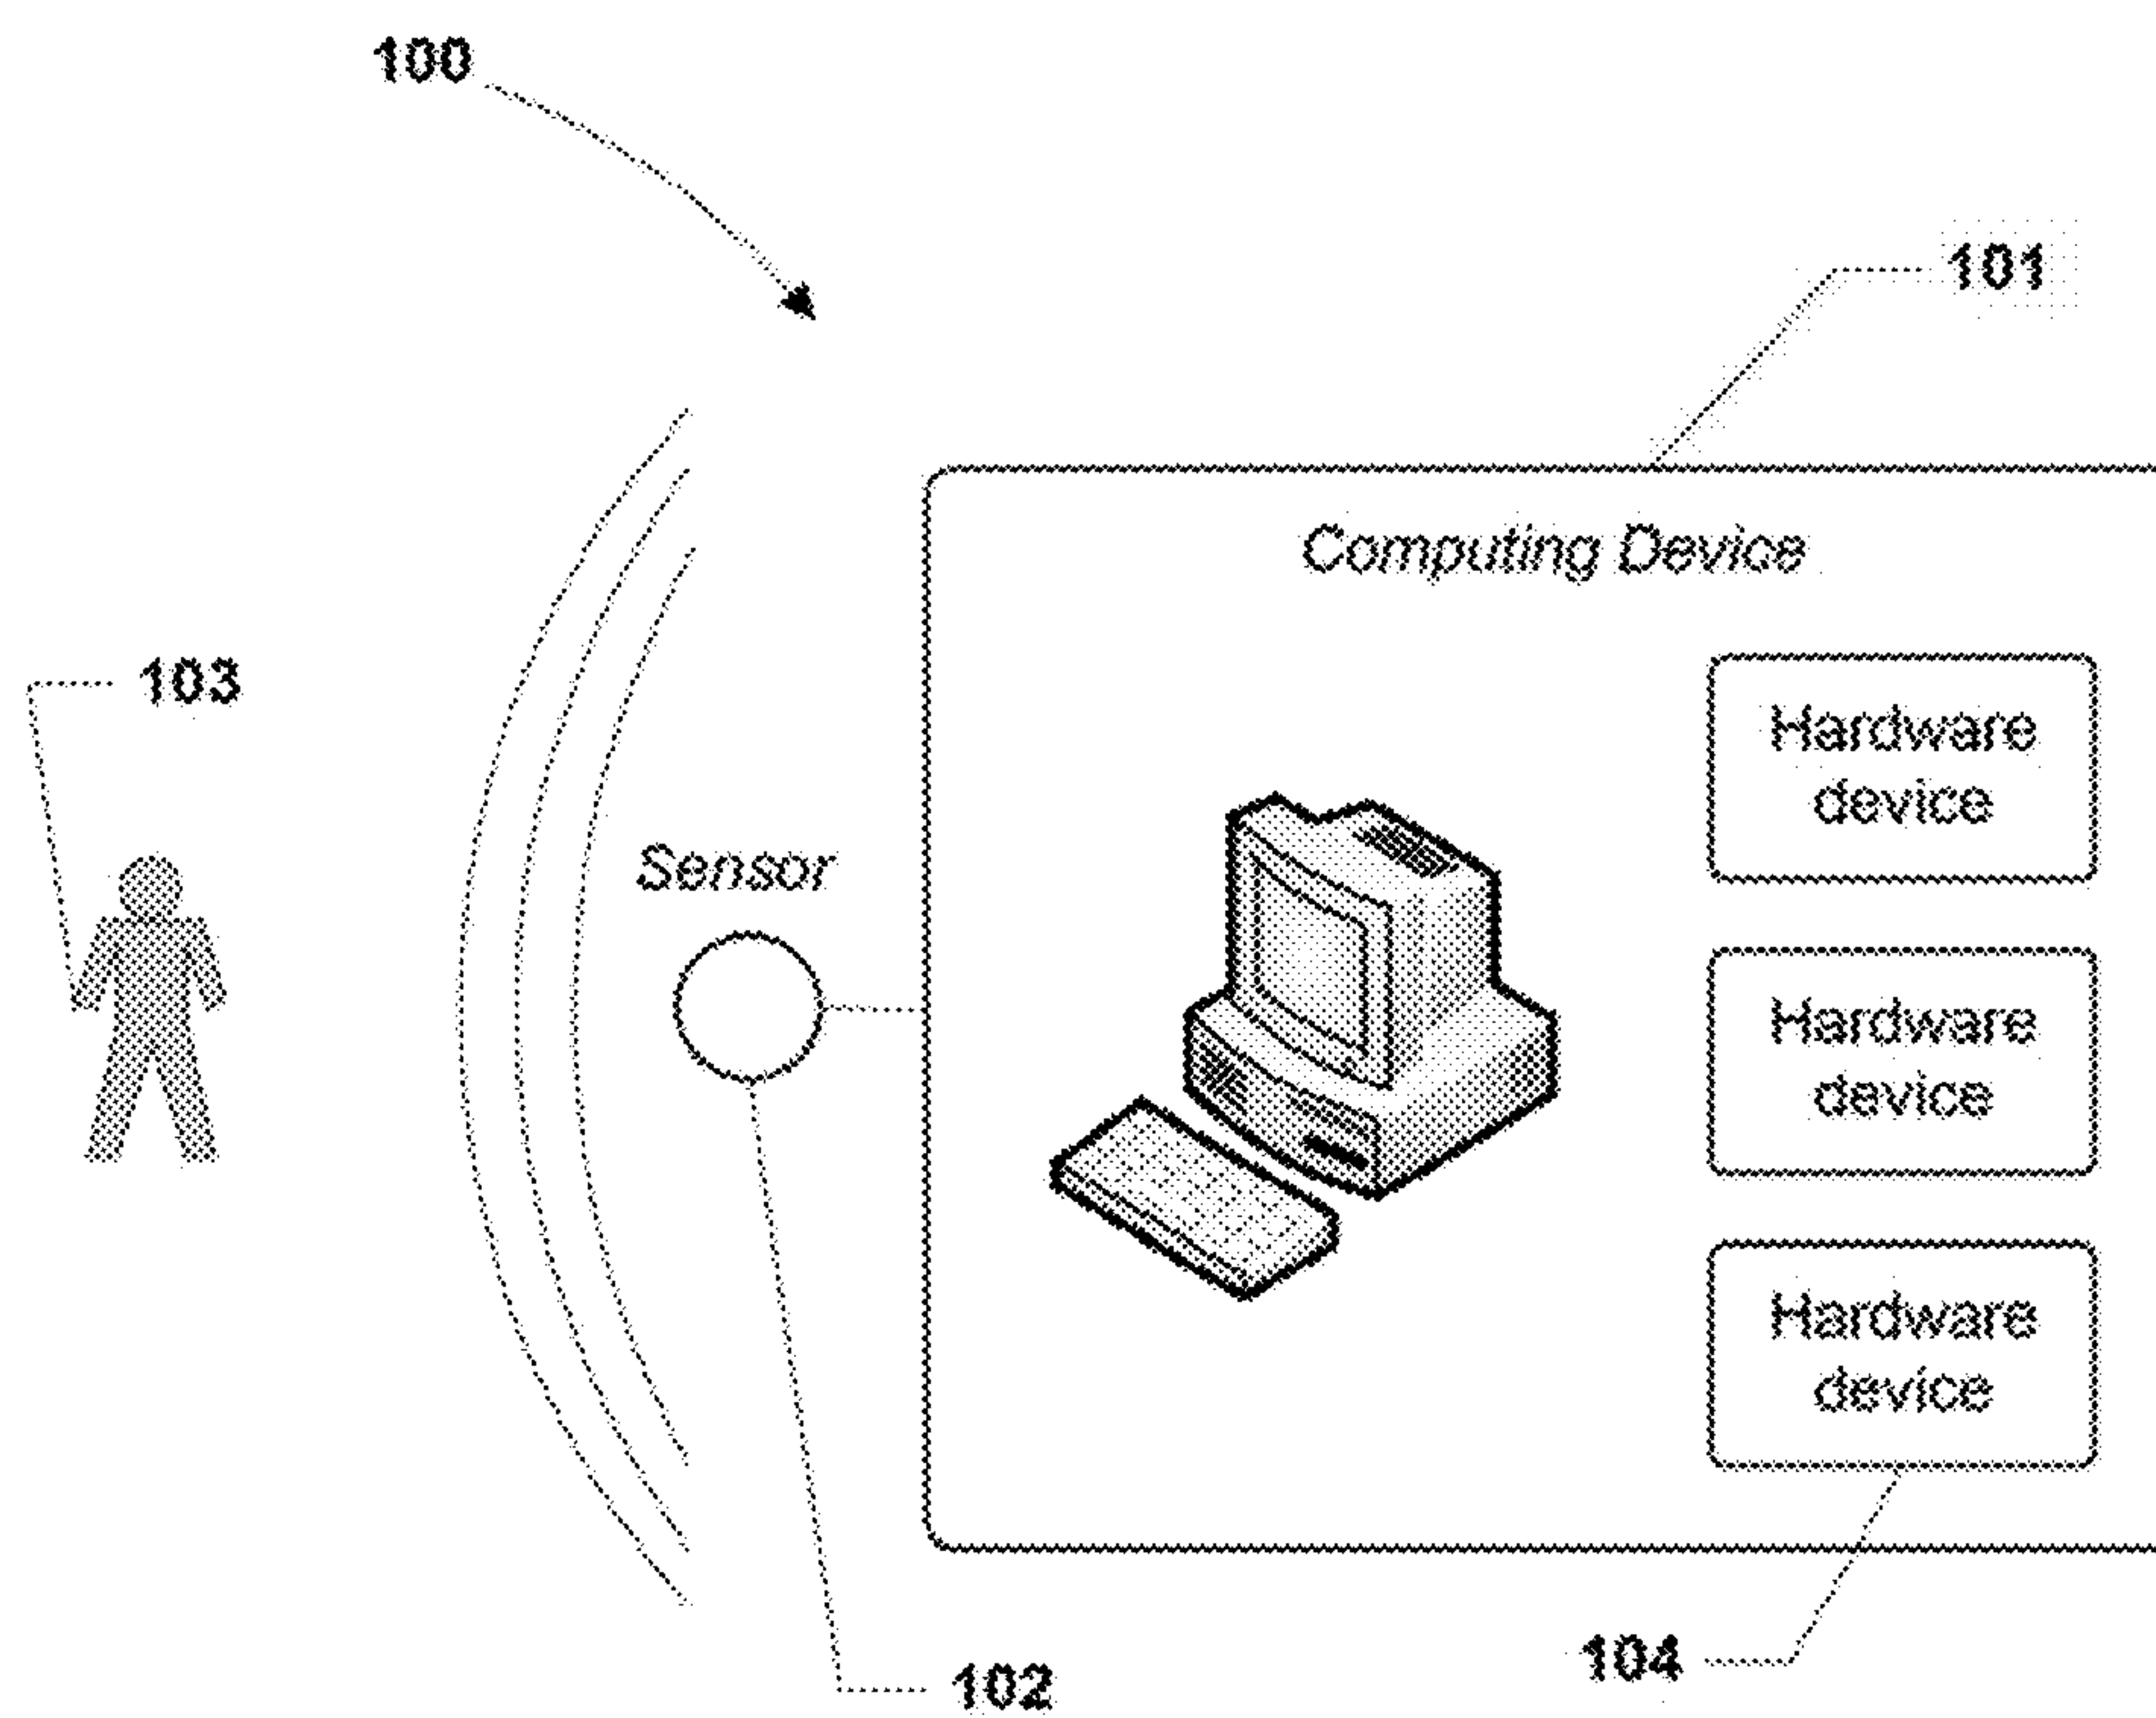 100
101
Computing Device
103
Hardware
device
Sensor
Hardware
device
Hardware
device
104
102